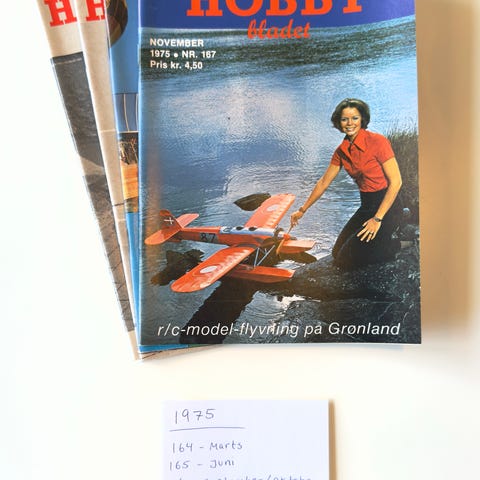 HOBBY
bladet
NOVEMBER
1975 • NR. 167
Pris kr. 4,50
87
r/c-model-flyvning på Grønland
H H
1975
164 - Marts
165 - Juni